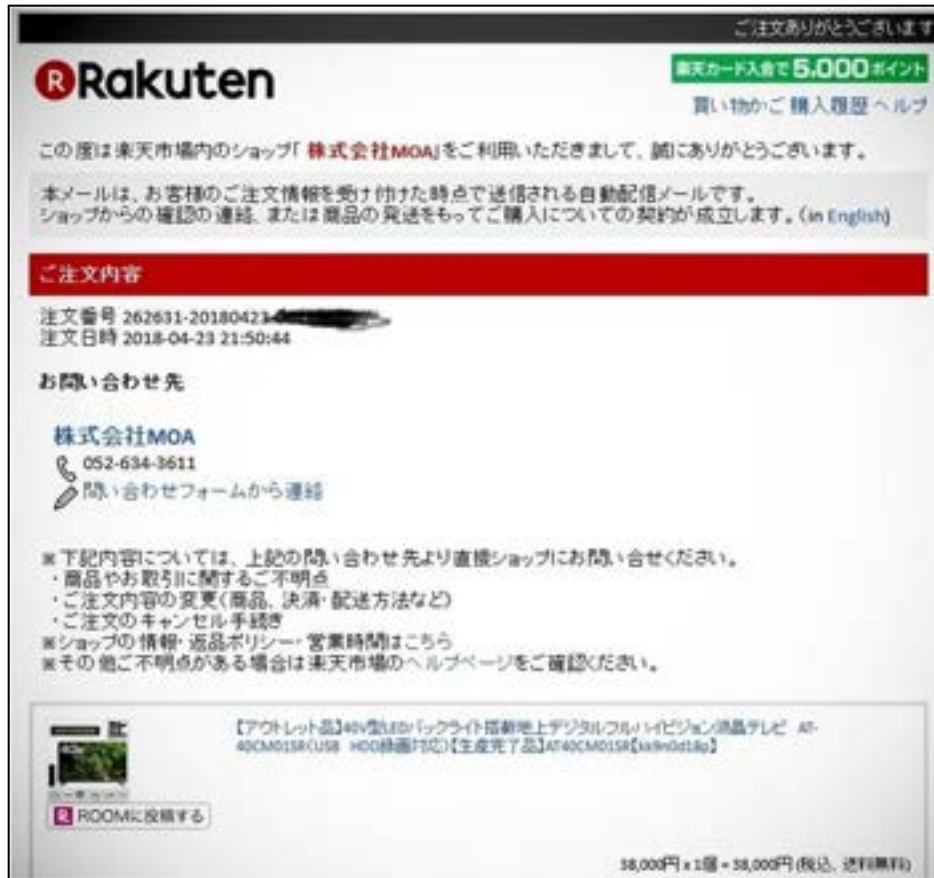 ご注文ありがとうございます
Rakuten
楽天カード入会で5,000ポイント
買い物かご 購入履歴 ヘルプ
この度は楽天市場内のショップ「 株式会社MOA」をご利用いただきまして、誠にありがとうございます。
本メールは、お客様のご注文情報を受け付けた時点で送信される自動配信メールです。
ショップからの確認の連絡、または商品の発送をもってご購入についての契約が成立します。(in English)
ご注文内容
注文番号 262631-20180423-
注文日時 2018-04-23 21:50:44
お問い合わせ先
株式会社MOA
052-634-3611
問い合わせフォームから連絡
※下記内容については、上記の問い合わせ先より直接ショップにお問い合せください。
・商品やお取引に関するご不明点
・ご注文内容の変更(商品、決済・配送方法など)
・ご注文のキャンセル手続き
※ショップの情報・返品ポリシー・営業時間はこちら
※その他ご不明点がある場合は楽天市場のヘルプページをご確認ください。
【アウトレット品】40V型LEDバックライト搭載地上デジタルフルハイビジョン液晶テレビ AT-
40CM01SR(USB HDD録画対応)【生産完了品】AT40CM01SR
ROOMに投稿する
38,000円 x 1個 = 38,000円 (税込、送料無料)